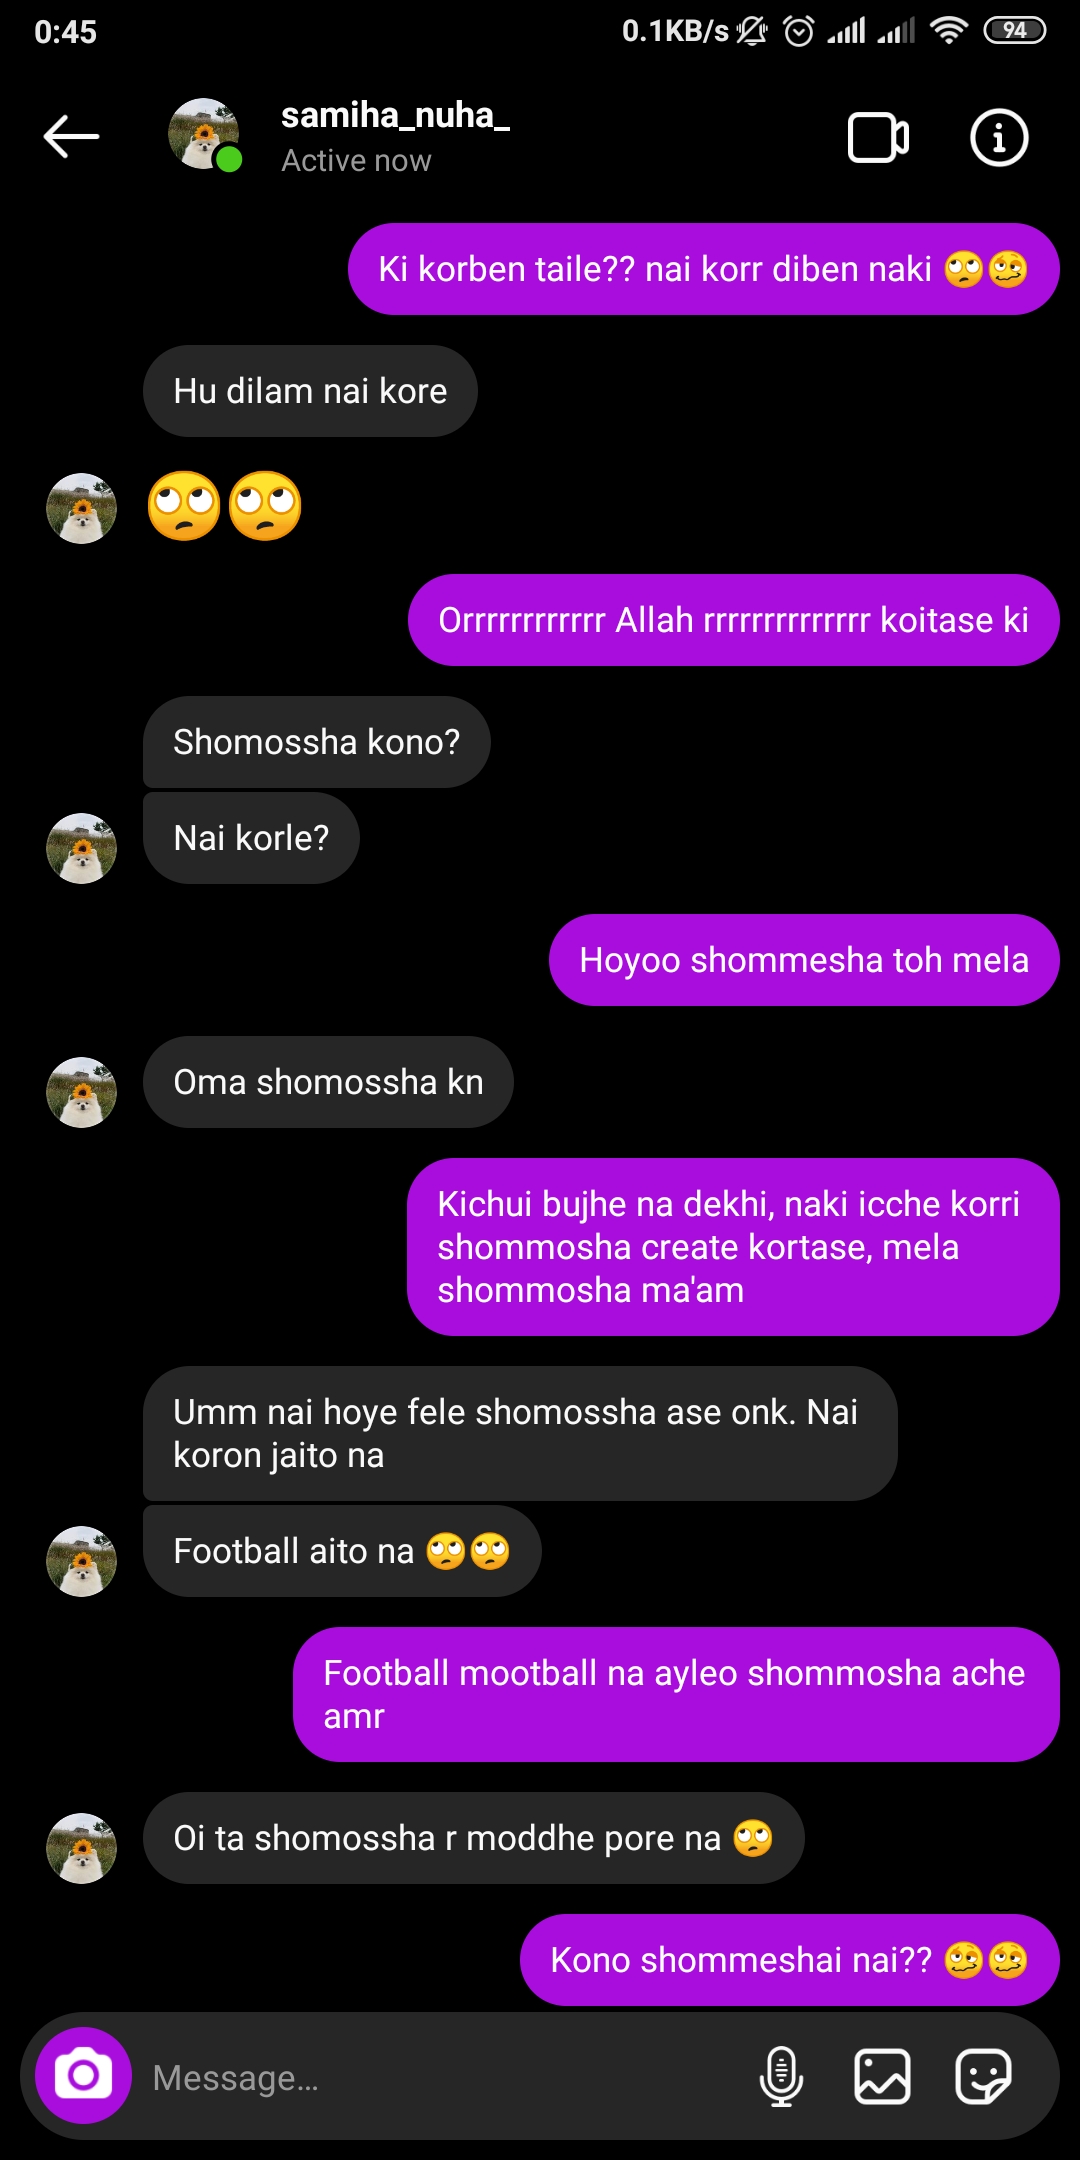 0:45
0.1KB/s
94
samiha_nuha_
Active now
Ki korben taile?? nai korr diben naki 🙄🥴
Hu dilam nai kore
🙄🙄
Orrrrrrrrrrrr Allah rrrrrrrrrrrrrr koitase ki
Shomossha kono?
Nai korle?
Hoyoo shommesha toh mela
Oma shomossha kn
Kichui bujhe na dekhi, naki icche korri
shommosha create kortase, mela
shommosha ma'am
Umm nai hoye fele shomossha ase onk. Nai
koron jaito na
Football aito na 🙄🙄
Football mootball na ayleo shommosha ache
amr
Oi ta shomossha r moddhe pore na 🙄
Kono shommeshai nai?? 🥴🥴
Message...